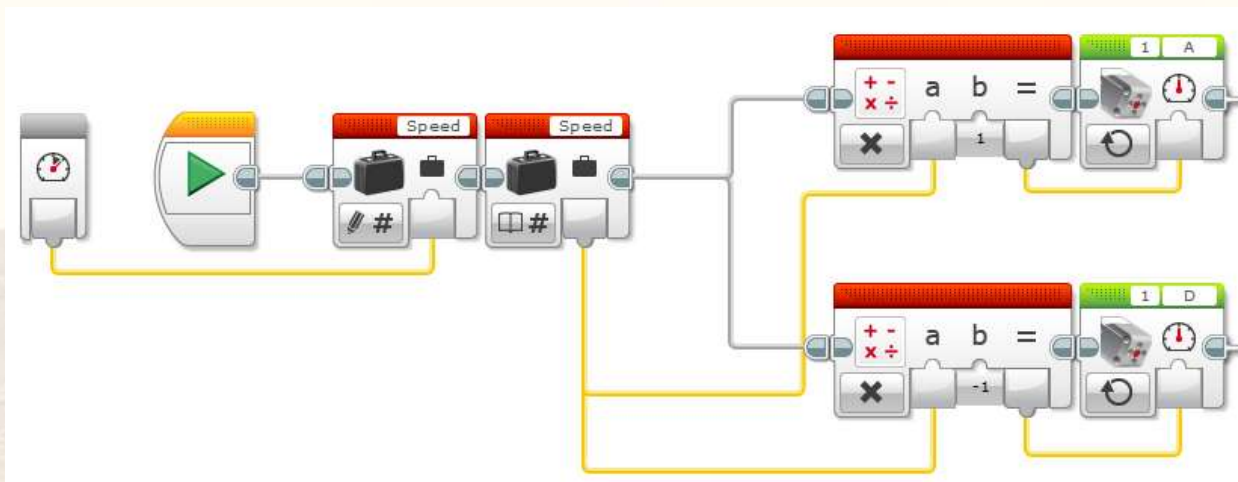 1 A
Speed
Speed
+ -
× ÷
a b =
1
#
#
1 D
+ -
× ÷
a b =
-1